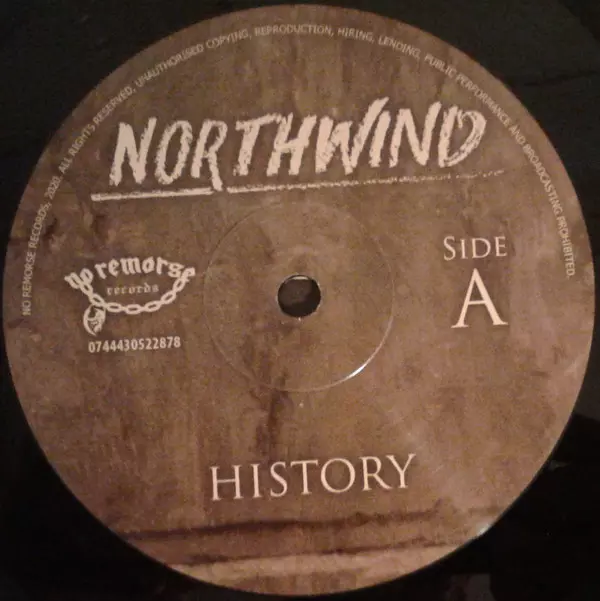 NO REMORSE RECORDS, 2020. ALL RIGHTS RESERVED, UNAUTHORISED COPYING, REPRODUCTION, HIRING, LENDING, PUBLIC PERFORMANCE AND BROADCASTING PROHIBITED.
NORTHWIND
SIDE
A
no remorse
records
0744430522878
HISTORY